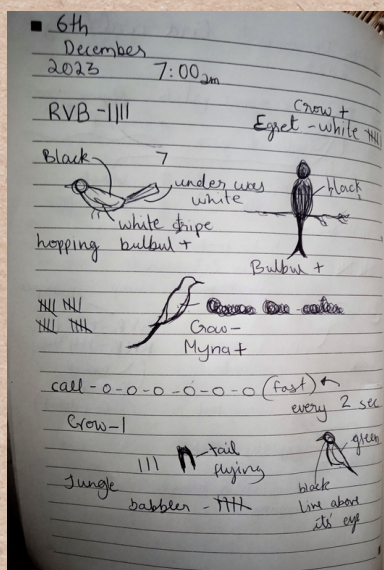 6th
December
2023 7:00am
RVB - ||||
Crow +
Egret - white
Black
7
under was
white
black
white stripe
hopping bulbul +
Bulbul +
Crow -
Myna +
call - o - o - o - o - o - o (fast)
every 2 sec
Crow - 1
||| tail
flying
green
Jungle
babbler -
black
line above
its' eye